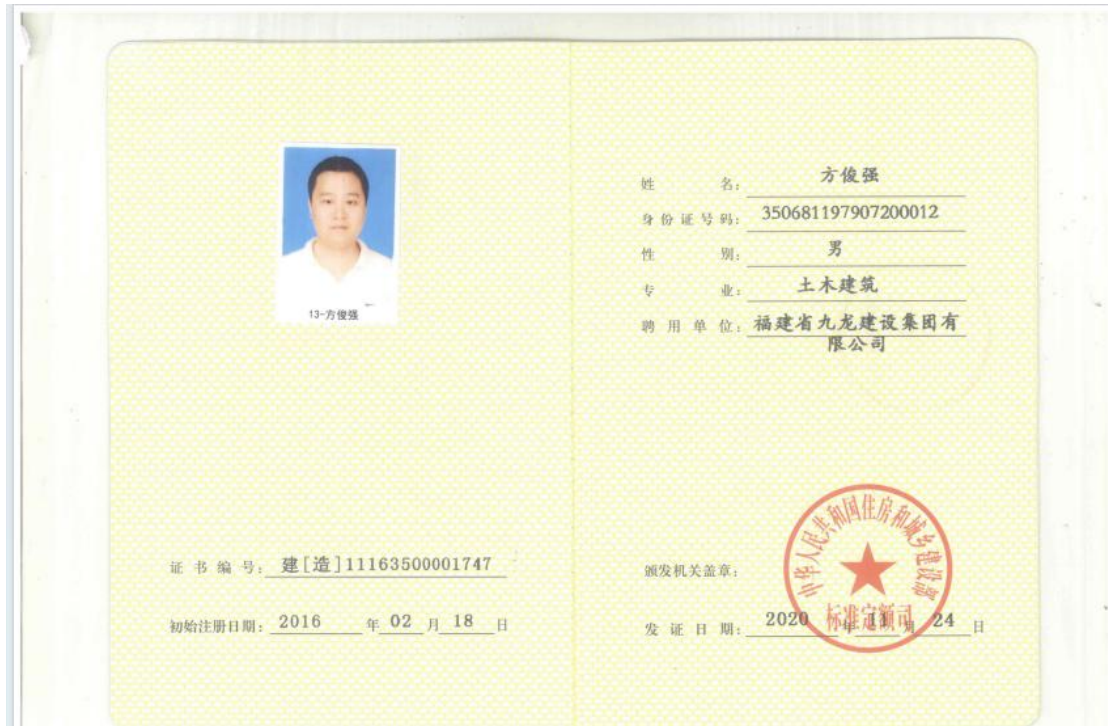 13-方俊强
证书编号: 建[造]11163500001747
初始注册日期: 2016 年 02 月 18 日
姓名: 方俊强
身份证号码: 350681197907200012
性别: 男
专业: 土木建筑
聘用单位: 福建省九龙建设集团有
限公司
颁发机关盖章:
中华人民共和国住房和城乡建设部
标准定额司
发证日期: 2020 年 11 月 24 日